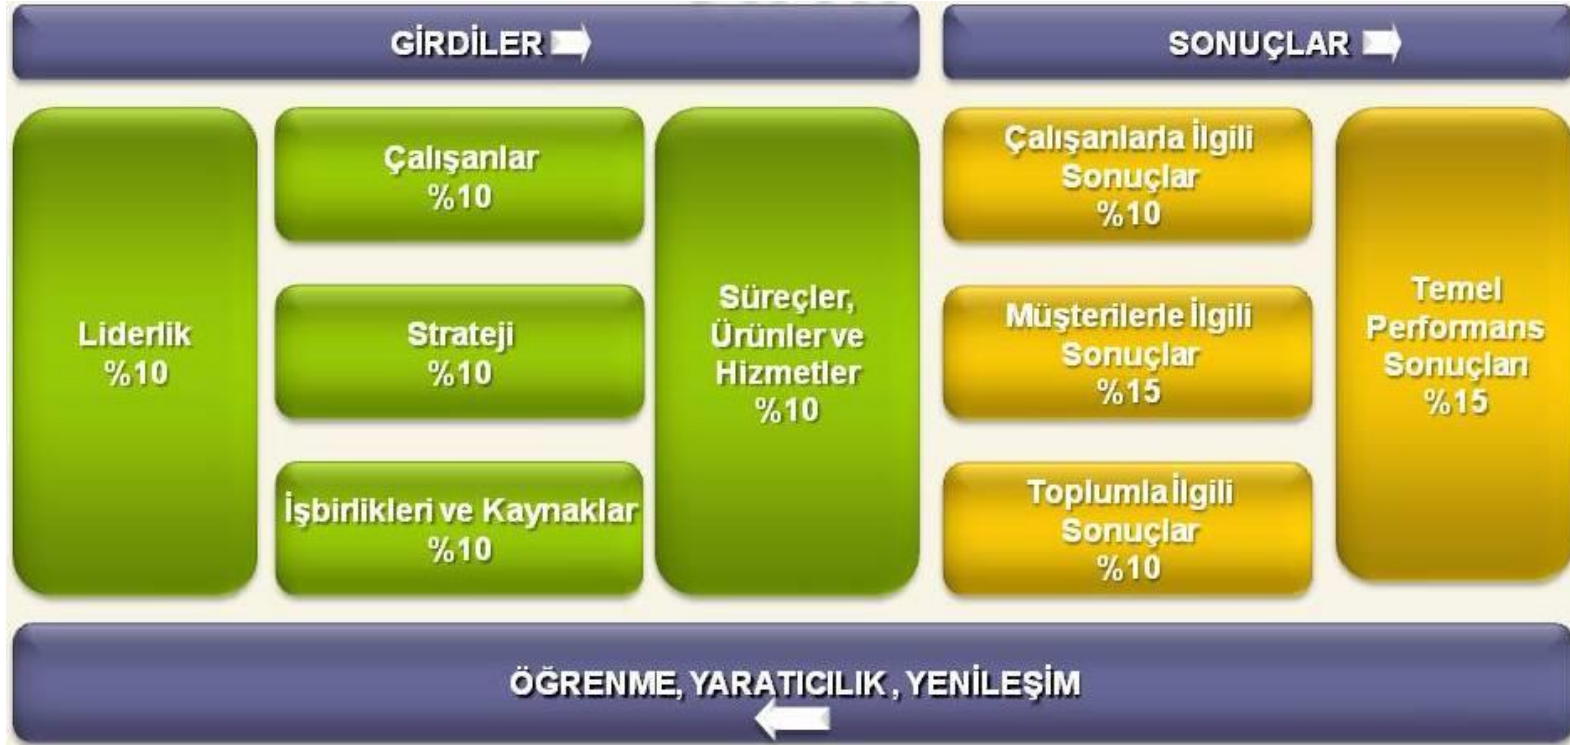 GİRDİLER
SONUÇLAR
Liderlik
%10
Çalışanlar
%10
Strateji
%10
İşbirlikleri ve Kaynaklar
%10
Süreçler,
Ürünler ve
Hizmetler
%10
Çalışanlarla İlgili
Sonuçlar
%10
Müşterilerle İlgili
Sonuçlar
%15
Toplumla İlgili
Sonuçlar
%10
Temel
Performans
Sonuçları
%15
ÖĞRENME, YARATICILIK , YENİLEŞİM